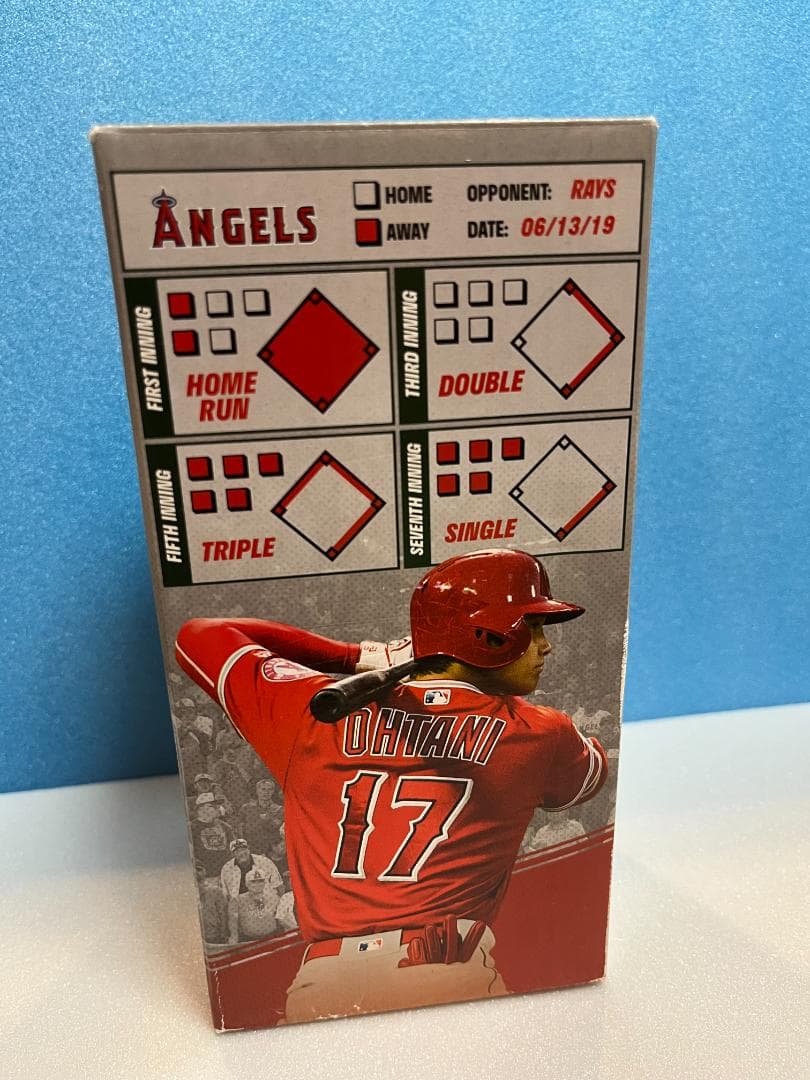 ANGELS
HOME
AWAY
OPPONENT: RAYS
DATE: 06/13/19
FIRST INNING
HOME
RUN
THIRD INNING
DOUBLE
FIFTH INNING
TRIPLE
SEVENTH INNING
SINGLE
OHTANI
17